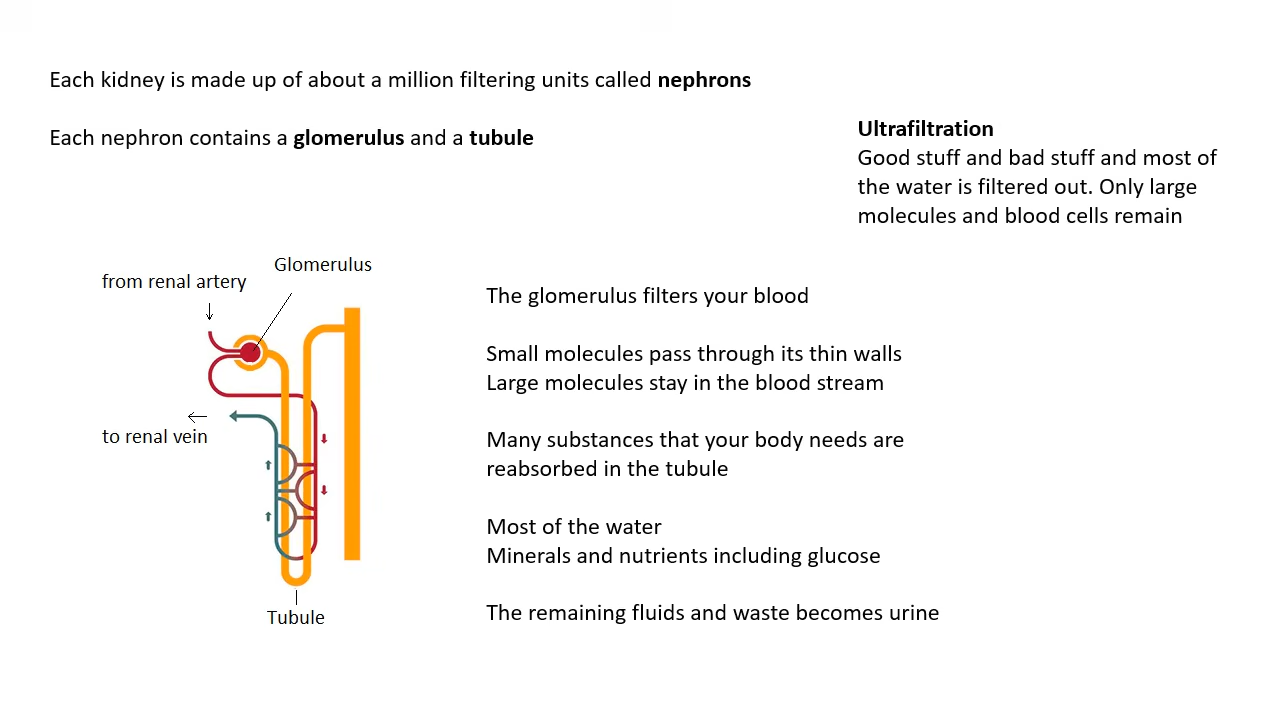 Each kidney is made up of about a million filtering units called nephrons
Each nephron contains a glomerulus and a tubule
Ultrafiltration
Good stuff and bad stuff and most of
the water is filtered out. Only large
molecules and blood cells remain
Glomerulus
from renal artery
to renal vein
Tubule
The glomerulus filters your blood
Small molecules pass through its thin walls
Large molecules stay in the blood stream
Many substances that your body needs are
reabsorbed in the tubule
Most of the water
Minerals and nutrients including glucose
The remaining fluids and waste becomes urine